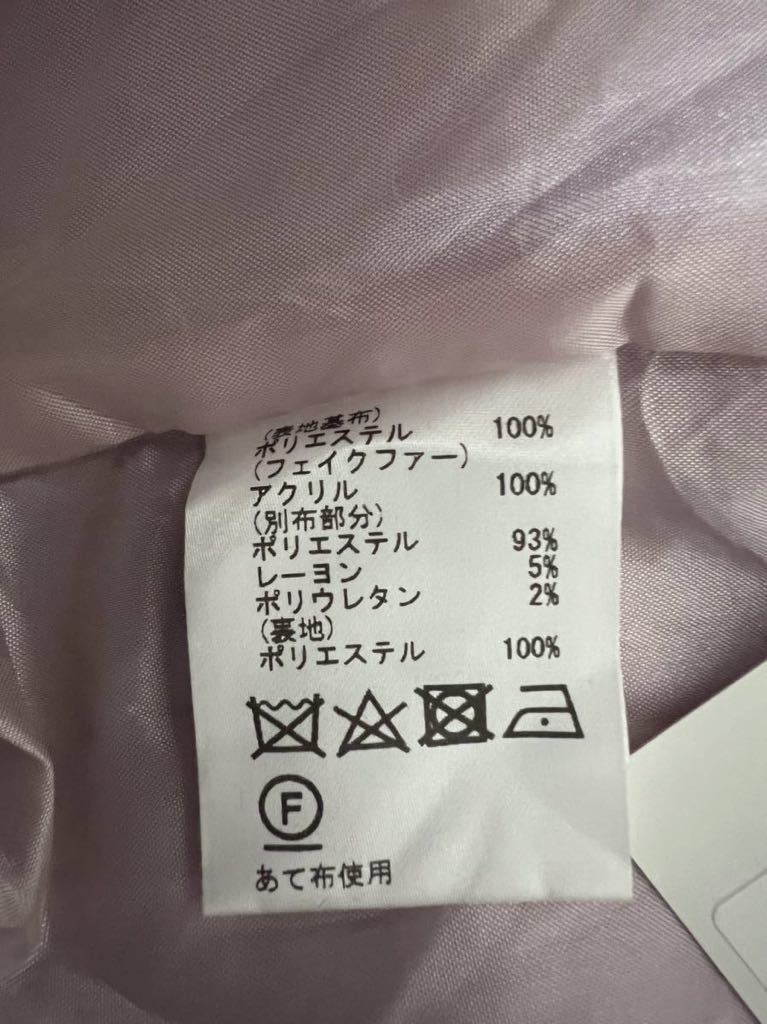 (表地基布)
ポリエステル 100%
(フェイクファー)
アクリル 100%
(別布部分)
ポリエステル 93%
レーヨン 5%
ポリウレタン 2%
(裏地)
ポリエステル 100%
F
あて布使用